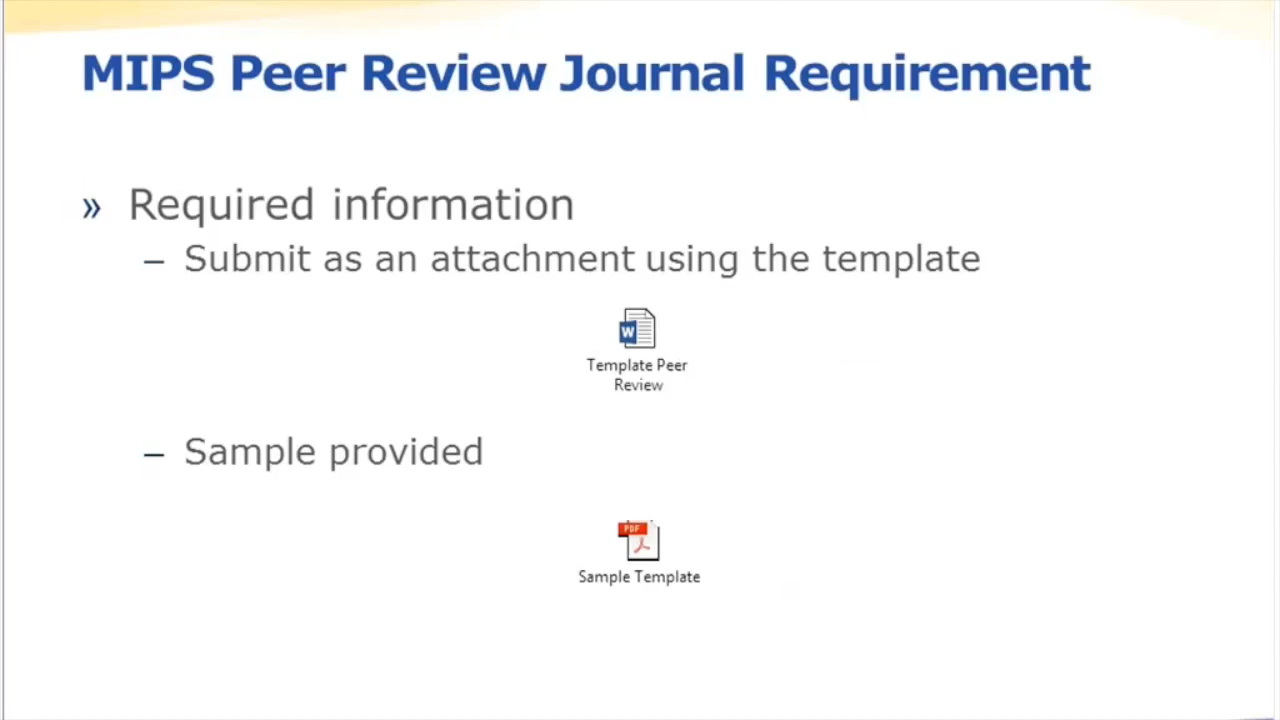 MIPS Peer Review Journal Requirement
» Required information
– Submit as an attachment using the template
W
Template Peer
Review
– Sample provided
PDF
Sample Template